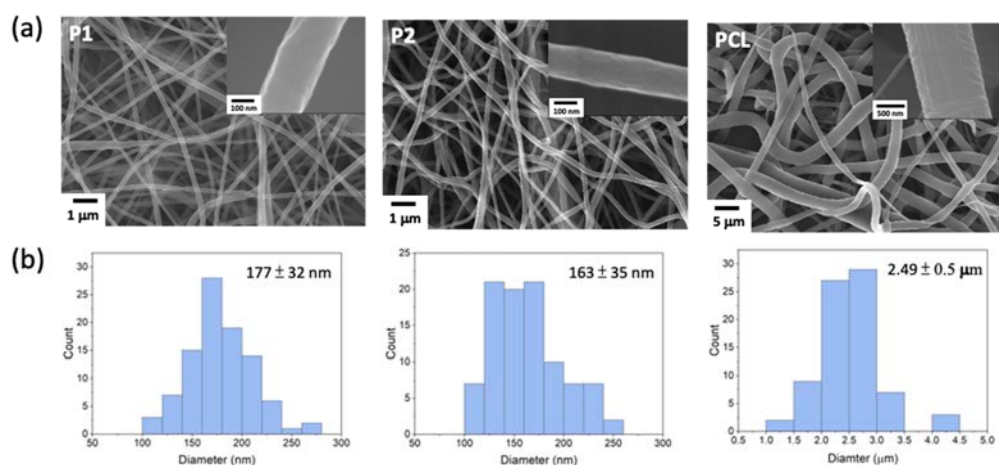 (a)
P1
100 nm
1 μm
P2
100 nm
1 μm
PCL
500 nm
5 μm
(b)
177 ± 32 nm
Count
30
25
20
15
10
5
0
50
100
150
200
250
300
Diameter (nm)
163 ± 35 nm
Count
25
20
15
10
5
0
50
100
150
200
250
300
Diameter (nm)
2.49 ± 0.5 μm
Count
30
25
20
15
10
5
0
0.5
1.0
1.5
2.0
2.5
3.0
3.5
4.0
4.5
5.0
Diamter (μm)